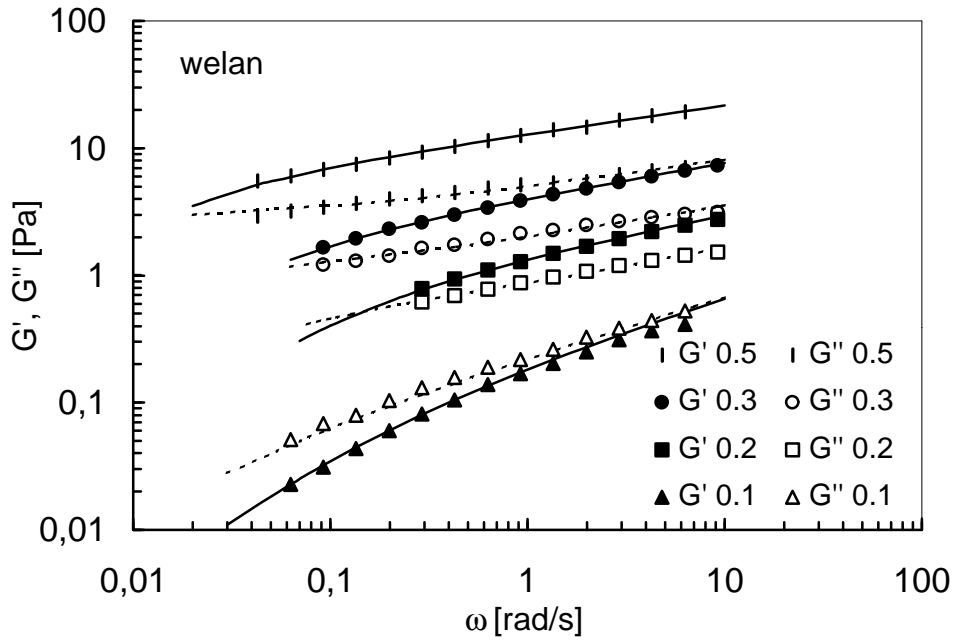 100
welan
10
1
0,1
0,01
G', G" [Pa]
G' 0.5 G" 0.5
G' 0.3 G" 0.3
G' 0.2 G" 0.2
G' 0.1 G" 0.1
0,01 0,1 1 10 100
ω [rad/s]